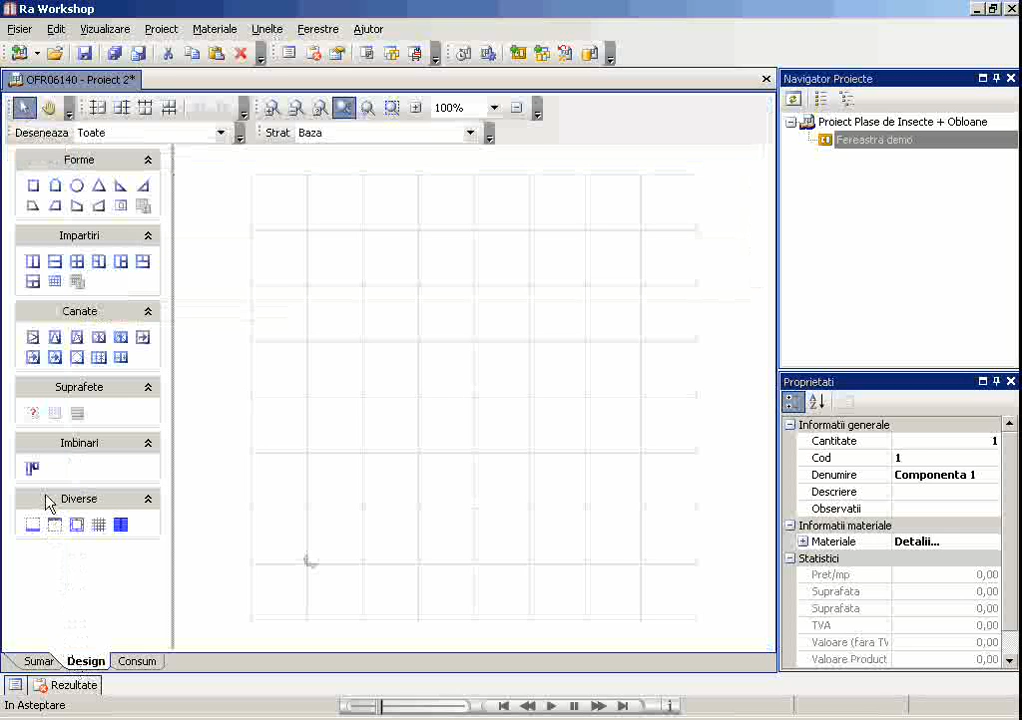 Ra Workshop
Fisier Edit Vizualizare Proiect Materiale Unelte Ferestre Ajutor
OFR06140 - Proiect 2*
100%
Deseneaza Toate Strat Baza
Forme
Impartiri
Canate
Suprafete
Imbinari
Diverse
Sumar Design Consum
Rezultate
In Asteptare
Navigator Proiecte
Proiect Plase de Insecte + Obloane
Fereastra demo
Proprietati
Informatii generale
Cantitate 1
Cod 1
Denumire Componenta 1
Descriere
Observatii
Informatii materiale
Materiale Detalii...
Statistici
Pret/mp 0,00
Suprafata 0,00
Suprafata 0,00
TVA 0,00
Valoare (fara TV 0,00
Valoare Product 0,00